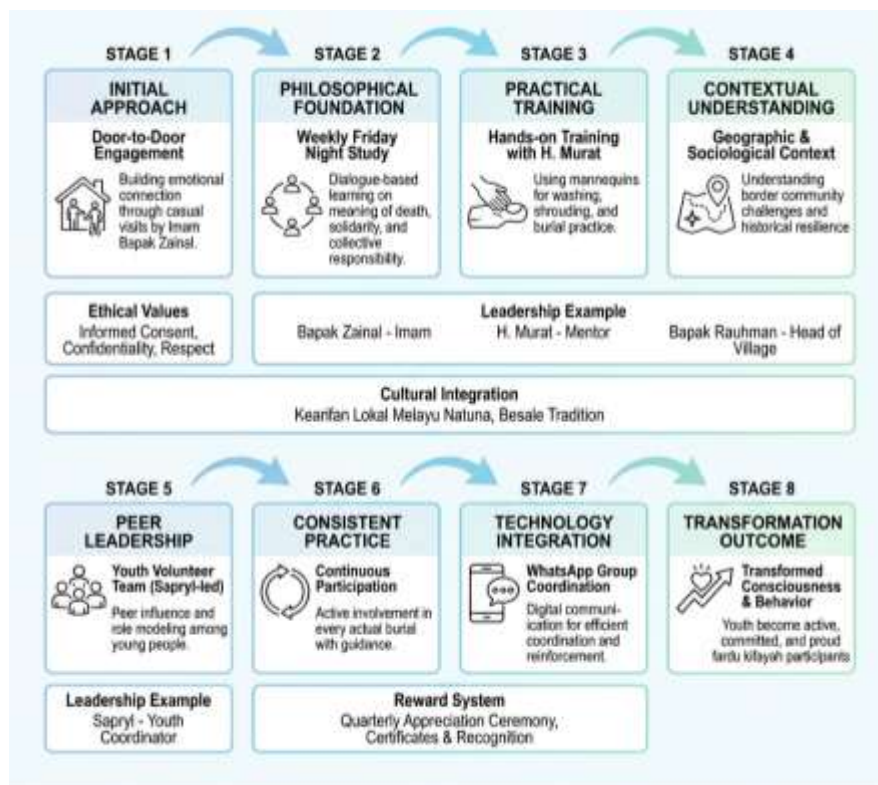 STAGE 1
STAGE 2
STAGE 3
STAGE 4
INITIAL
APPROACH
Door-to-Door
Engagement
Building emotional
connection
through casual
visits by Imam
Bapak Zainal.
PHILOSOPHICAL
FOUNDATION
Weekly Friday
Night Study
Dialogue-based
learning on
meaning of death,
solidarity, and
collective
responsibility.
PRACTICAL
TRAINING
Hands-on Training
with H. Murat
Using mannequins
for washing,
shrouding, and
burial practice.
CONTEXTUAL
UNDERSTANDING
Geographic &
Sociological Context
Understanding
border community
challenges and
historical resilience
Ethical Values
Informed Consent,
Confidentiality, Respect
Leadership Example
Bapak Zainal - Imam
H. Murat - Mentor
Bapak Rauhman - Head of
Village
Cultural Integration
Kearifan Lokal Melayu Natuna, Besale Tradition
STAGE 5
STAGE 6
STAGE 7
STAGE 8
PEER
LEADERSHIP
Youth Volunteer
Team (Sapryl-led)
Peer influence and
role modeling among
young people.
CONSISTENT
PRACTICE
Continuous
Participation
Active involvement in
every actual burial
with guidance.
TECHNOLOGY
INTEGRATION
WhatsApp Group
Coordination
Digital communi-
ication for efficient
coordination and
reinforcement.
TRANSFORMATION
OUTCOME
Transformed
Consciousness
& Behavior
Youth become active,
committed, and proud
fardu kifayah participants
Leadership Example
Sapryl - Youth
Coordinator
Reward System
Quarterly Appreciation Ceremony,
Certificates & Recognition